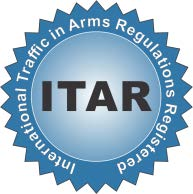 International Traffic in Arms Regulations Registered
ITAR